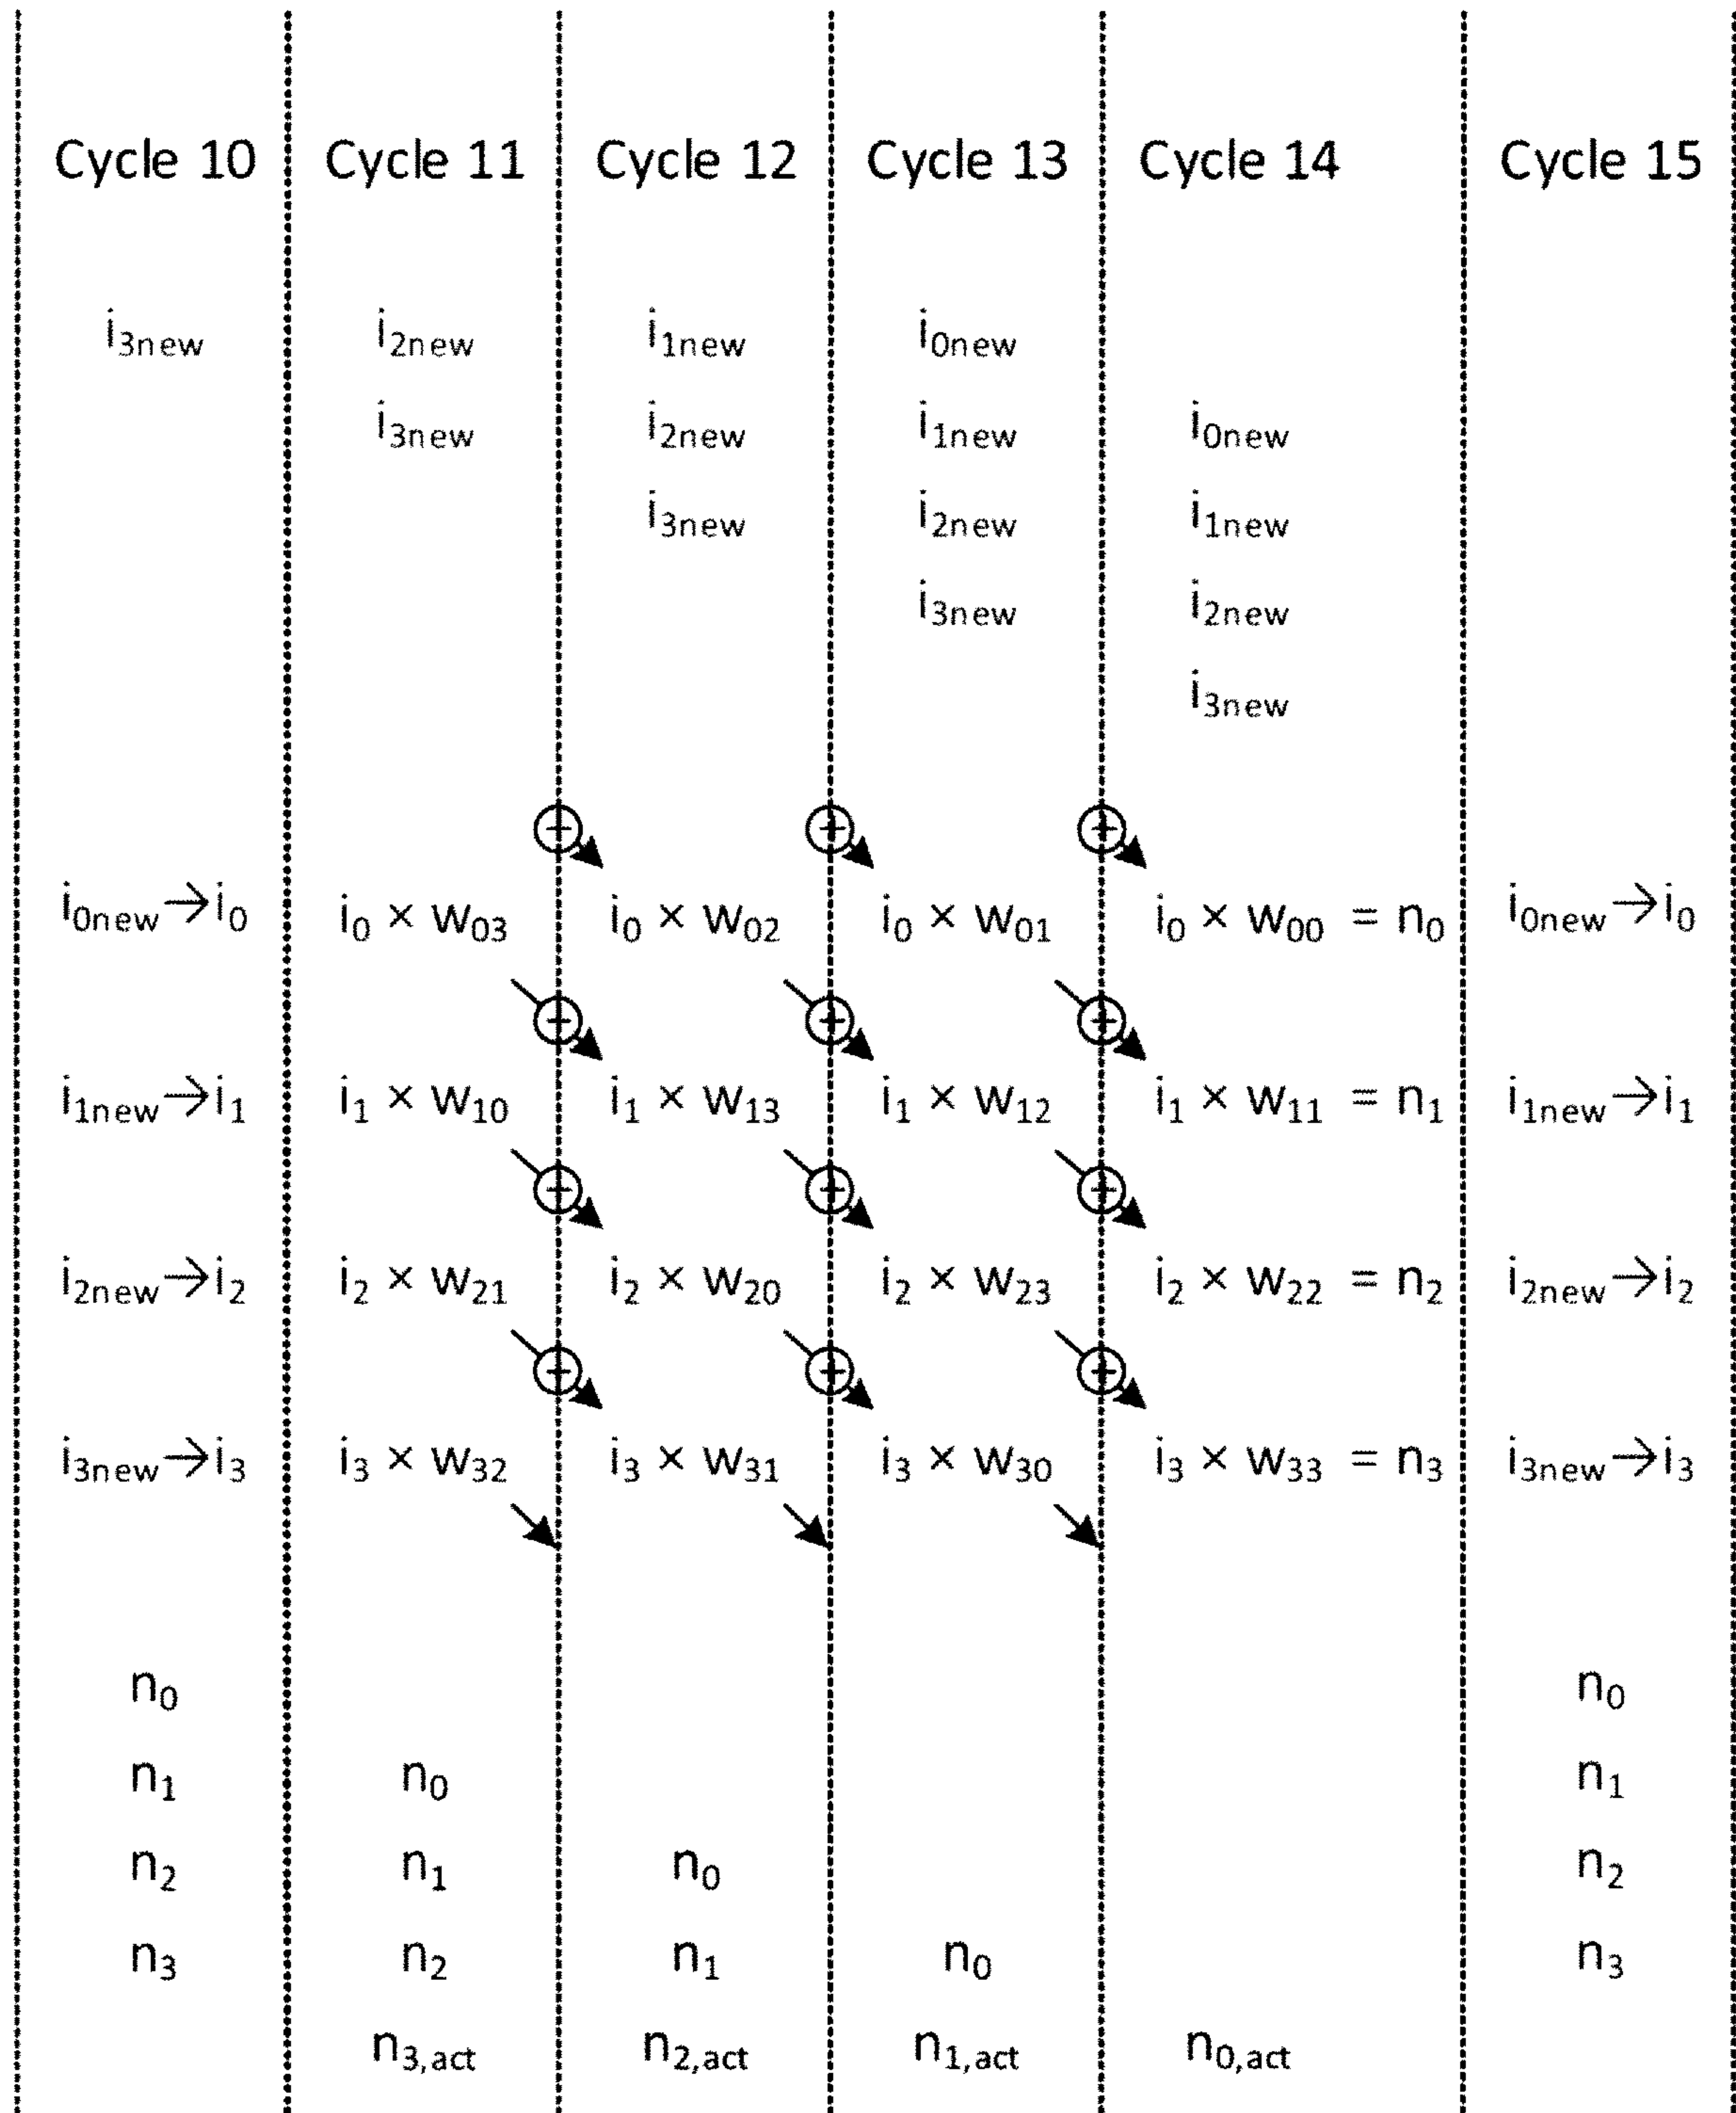 Cycle 10 Cycle 11 Cycle 12 Cycle 13 Cycle 14 Cycle 15
i3new i2new i1new i0new
i3new i2new i1new i0new
i3new i2new i1new
i3new i2new
i3new
+ + +
i0new→i0 i0 × w03 i0 × w02 i0 × w01 i0 × w00 = n0 i0new→i0
+ + +
i1new→i1 i1 × w10 i1 × w13 i1 × w12 i1 × w11 = n1 i1new→i1
+ + +
i2new→i2 i2 × w21 i2 × w20 i2 × w23 i2 × w22 = n2 i2new→i2
+ + +
i3new→i3 i3 × w32 i3 × w31 i3 × w30 i3 × w33 = n3 i3new→i3
n0 n0
n1 n0 n1
n2 n1 n0 n2
n3 n2 n1 n0 n3
n3,act n2,act n1,act n0,act